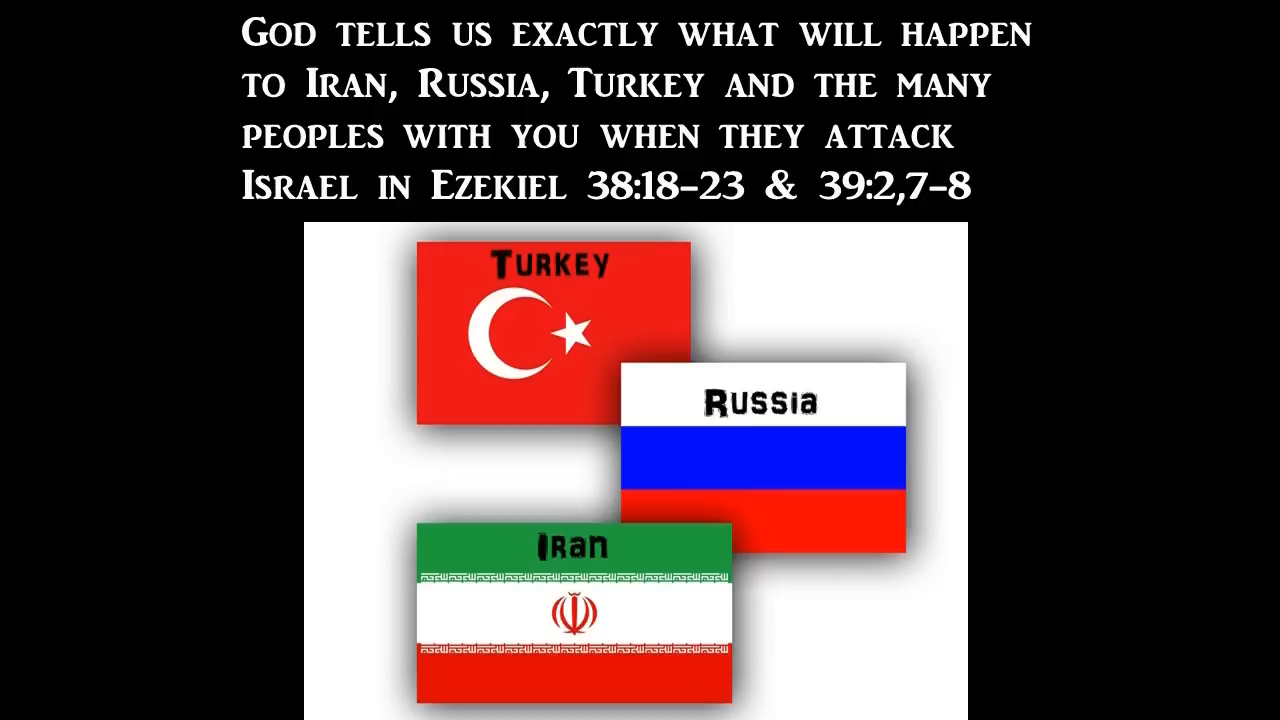 God tells us exactly what will happen
to Iran, Russia, Turkey and the many
peoples with you when they attack
Israel in Ezekiel 38:18-23 & 39:2,7-8
Turkey
Russia
Iran